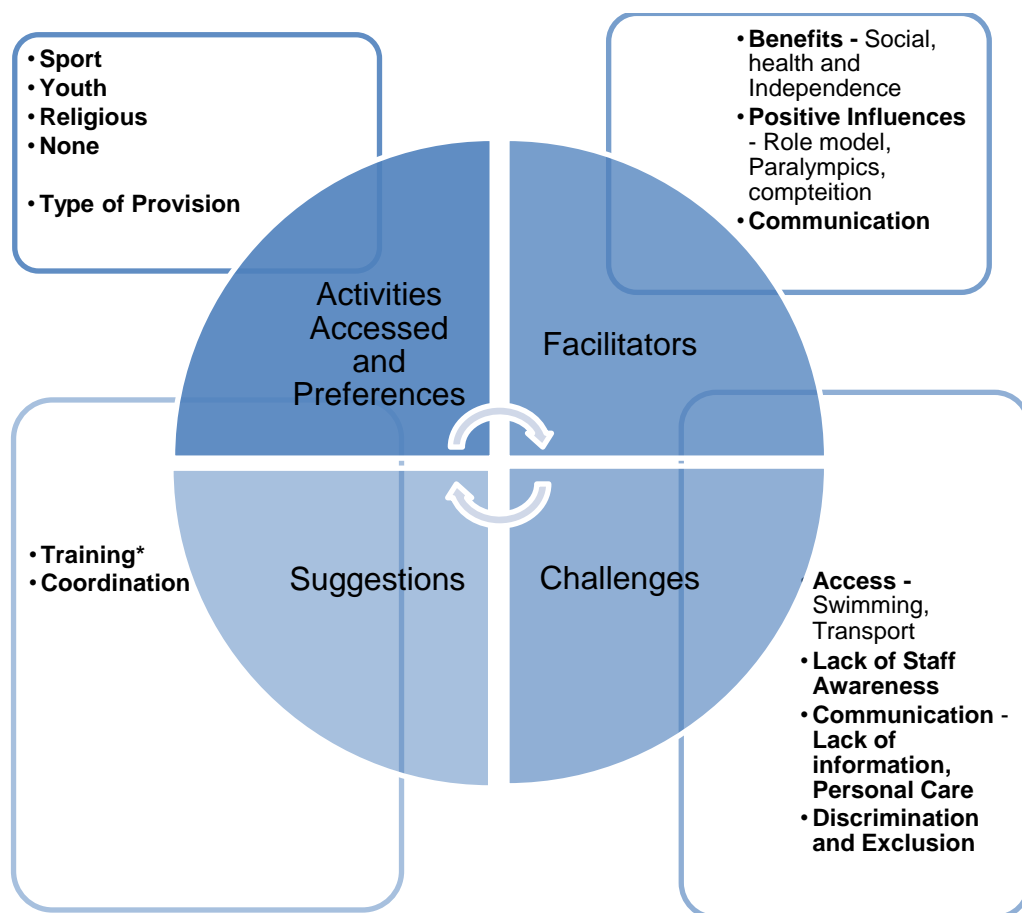 • Sport
• Youth
• Religious
• None
• Type of Provision
• Benefits - Social,
health and
Independence
• Positive Influences
- Role model,
Paralympics,
compteition
• Communication
Activities
Accessed
and
Preferences
Facilitators
• Training*
• Coordination
Suggestions
Challenges
• Access -
Swimming,
Transport
• Lack of Staff
Awareness
• Communication -
Lack of
information,
Personal Care
• Discrimination
and Exclusion